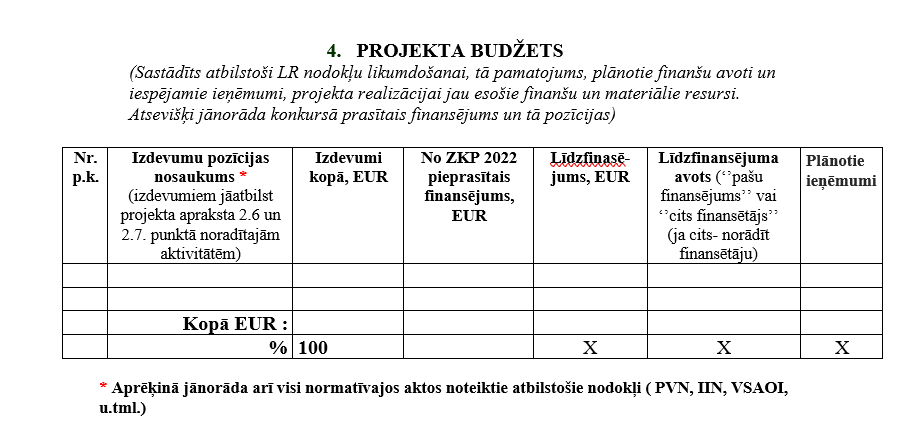 4. PROJEKTA BUDŽETS
(Sastādīts atbilstoši LR nodokļu likumdošanai, tā pamatojums, plānotie finanšu avoti un
iespējamie ieņēmumi, projekta realizācijai jau esošie finanšu un materiālie resursi.
Atsevišķi jānorāda konkursā prasītais finansējums un tā pozīcijas)
Nr.
p.k.
Izdevumu pozīcijas
nosaukums *
(izdevumiem jāatbilst
projekta apraksta 2.6 un
2.7. punktā noradītajām
aktivitātēm)
Izdevumi
kopā, EUR
No ZKP 2022
pieprasītais
finansējums,
EUR
Līdzfinasē-
jums, EUR
Līdzfinansējuma
avots (‘’pašu
finansējums’’ vai
‘’cits finansētājs’’
(ja cits- norādīt
finansētāju)
Plānotie
ieņēmumi
Kopā EUR :
% 100 X X X
* Aprēķinā jānorāda arī visi normatīvajos aktos noteiktie atbilstošie nodokļi ( PVN, IIN, VSAOI,
u.tml.)